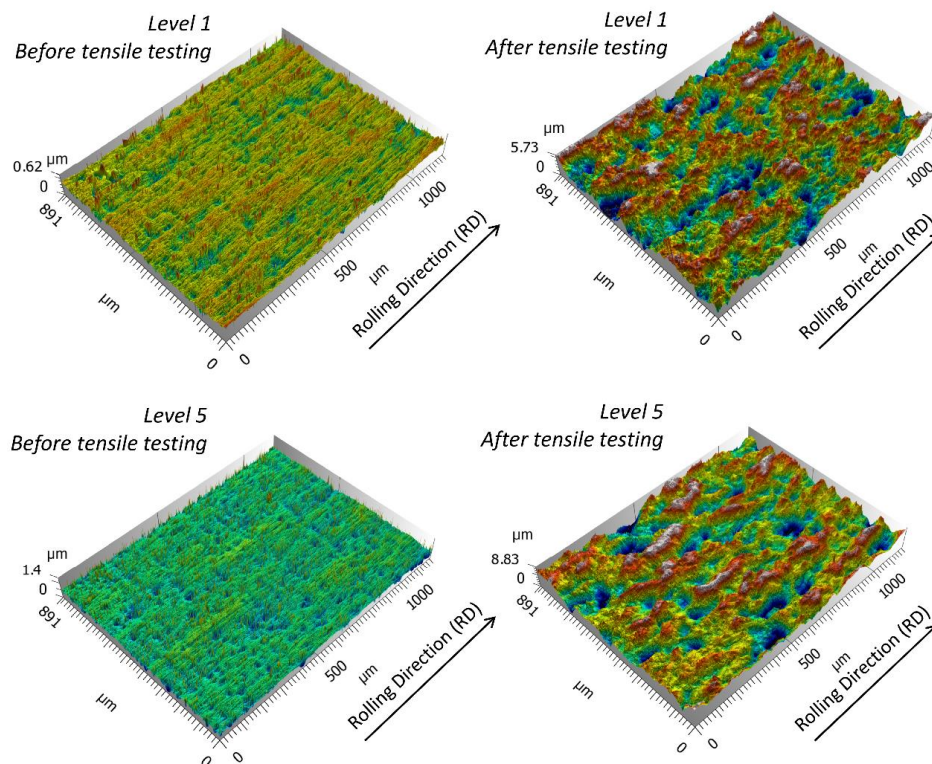 Level 1
Before tensile testing
µm
0.62
0
891
µm
0
0
500
µm
1000
Rolling Direction (RD)
Level 1
After tensile testing
µm
5.73
0
891
µm
0
0
500
µm
1000
Rolling Direction (RD)
Level 5
Before tensile testing
µm
1.4
0
891
µm
0
0
500
µm
1000
Rolling Direction (RD)
Level 5
After tensile testing
µm
8.83
0
891
µm
0
0
500
µm
1000
Rolling Direction (RD)